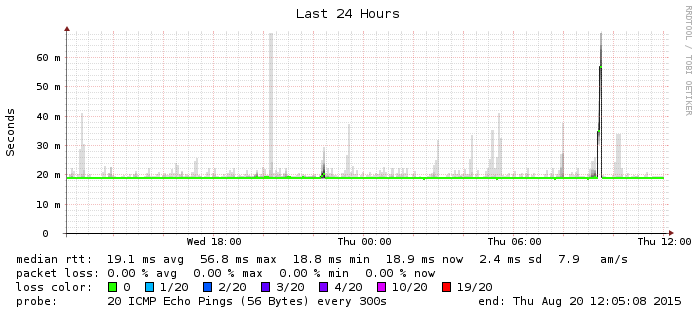 Last 24 Hours
RRDTOOL / TOBI OETIKER
Seconds
60 m
50 m
40 m
30 m
20 m
10 m
0
Wed 18:00 Thu 00:00 Thu 06:00 Thu 12:00
median rtt: 19.1 ms avg 56.8 ms max 18.8 ms min 18.9 ms now 2.4 ms sd 7.9 am/s
packet loss: 0.00 % avg 0.00 % max 0.00 % min 0.00 % now
loss color: 0 1/20 2/20 3/20 4/20 10/20 19/20
probe: 20 ICMP Echo Pings (56 Bytes) every 300s end: Thu Aug 20 12:05:08 2015